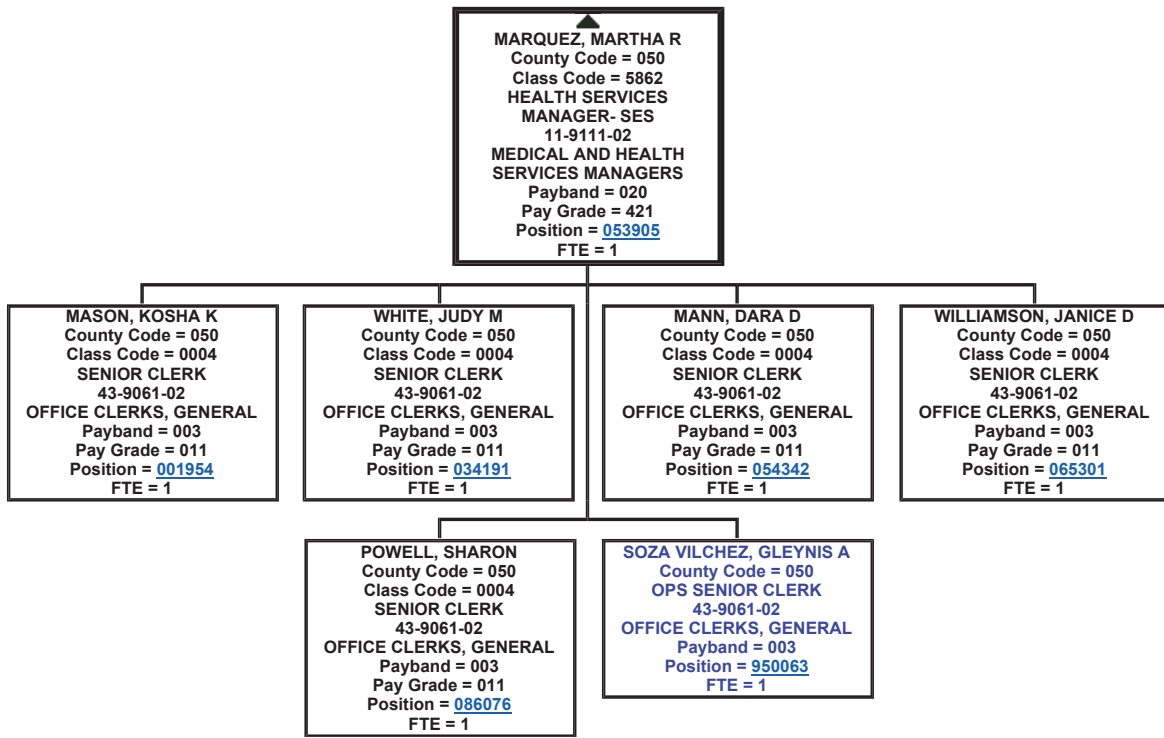 MARQUEZ, MARTHA R
County Code = 050
Class Code = 5862
HEALTH SERVICES
MANAGER- SES
11-9111-02
MEDICAL AND HEALTH
SERVICES MANAGERS
Payband = 020
Pay Grade = 421
Position = 053905
FTE = 1
MASON, KOSHA K
County Code = 050
Class Code = 0004
SENIOR CLERK
43-9061-02
OFFICE CLERKS, GENERAL
Payband = 003
Pay Grade = 011
Position = 001954
FTE = 1
WHITE, JUDY M
County Code = 050
Class Code = 0004
SENIOR CLERK
43-9061-02
OFFICE CLERKS, GENERAL
Payband = 003
Pay Grade = 011
Position = 034191
FTE = 1
MANN, DARA D
County Code = 050
Class Code = 0004
SENIOR CLERK
43-9061-02
OFFICE CLERKS, GENERAL
Payband = 003
Pay Grade = 011
Position = 054342
FTE = 1
WILLIAMSON, JANICE D
County Code = 050
Class Code = 0004
SENIOR CLERK
43-9061-02
OFFICE CLERKS, GENERAL
Payband = 003
Pay Grade = 011
Position = 065301
FTE = 1
POWELL, SHARON
County Code = 050
Class Code = 0004
SENIOR CLERK
43-9061-02
OFFICE CLERKS, GENERAL
Payband = 003
Pay Grade = 011
Position = 086076
FTE = 1
SOZA VILCHEZ, GLEYNIS A
County Code = 050
OPS SENIOR CLERK
43-9061-02
OFFICE CLERKS, GENERAL
Payband = 003
Position = 950063
FTE = 1